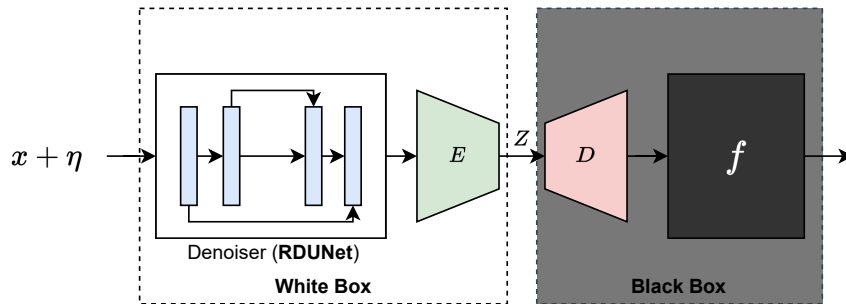 x + η
E
Z
D
f
Denoiser (RDUNet)
White Box
Black Box